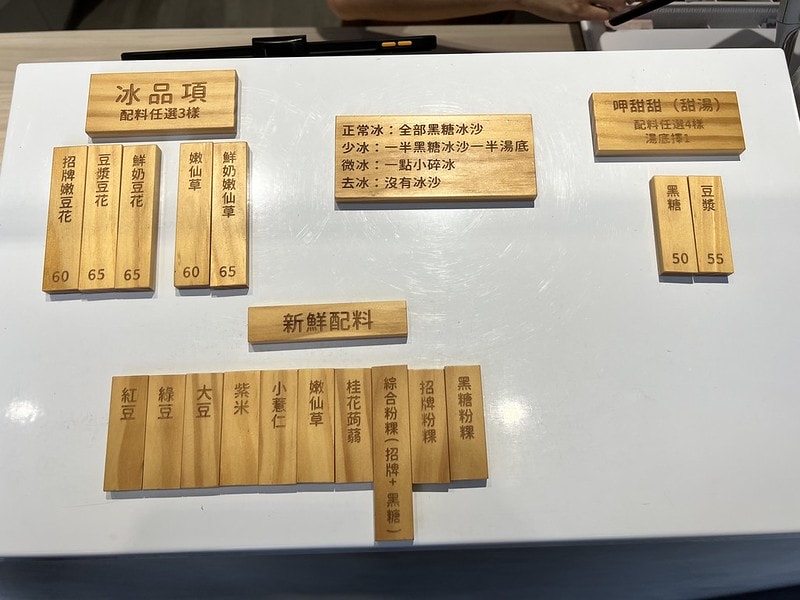 冰品項
配料任選3樣
招牌嫩豆花 60
豆漿豆花 65
鮮奶豆花 65
嫩仙草 60
鮮奶嫩仙草 65
正常冰：全部黑糖冰沙
少冰：一半黑糖冰沙一半湯底
微冰：一點小碎冰
去冰：沒有冰沙
呷甜甜（甜湯）
配料任選4樣
湯底擇1
黑糖 50
豆漿 55
新鮮配料
紅豆
綠豆
大豆
紫米
小薏仁
嫩仙草
桂花蒟蒻
綜合粉粿(招牌+黑糖)
招牌粉粿
黑糖粉粿